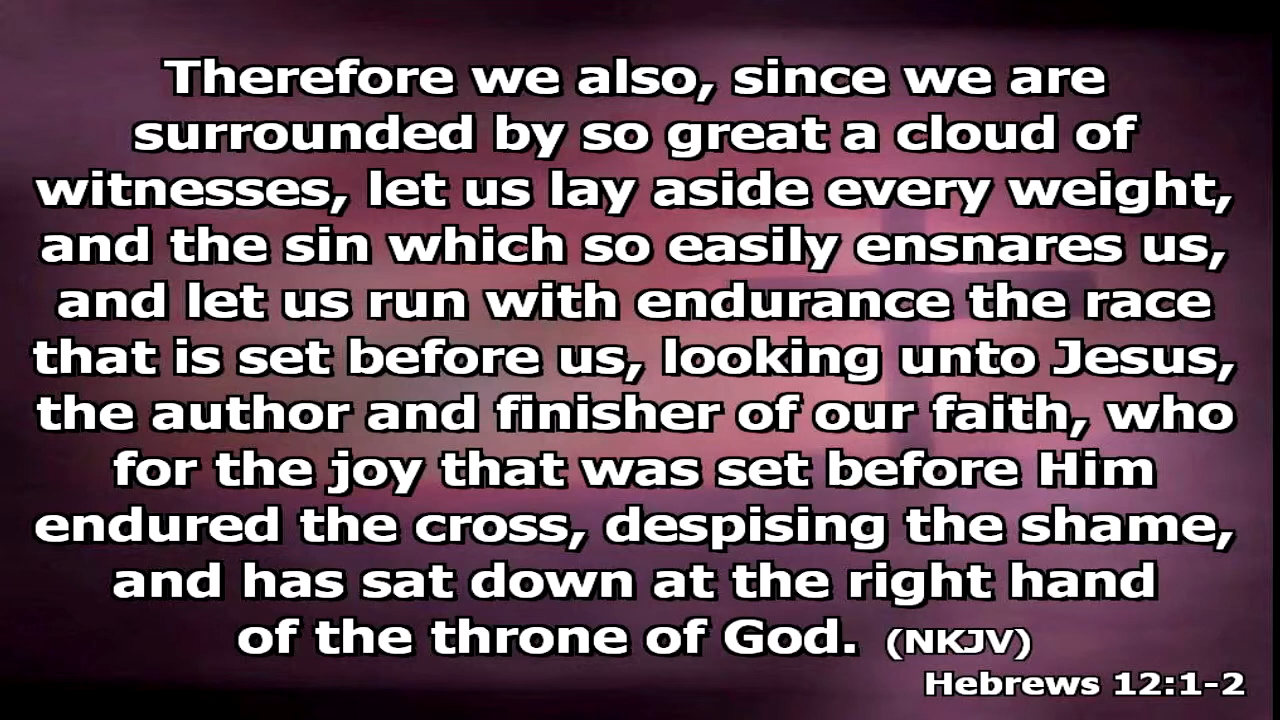 Therefore we also, since we are
surrounded by so great a cloud of
witnesses, let us lay aside every weight,
and the sin which so easily ensnares us,
and let us run with endurance the race
that is set before us, looking unto Jesus,
the author and finisher of our faith, who
for the joy that was set before Him
endured the cross, despising the shame,
and has sat down at the right hand
of the throne of God. (NKJV)
Hebrews 12:1-2